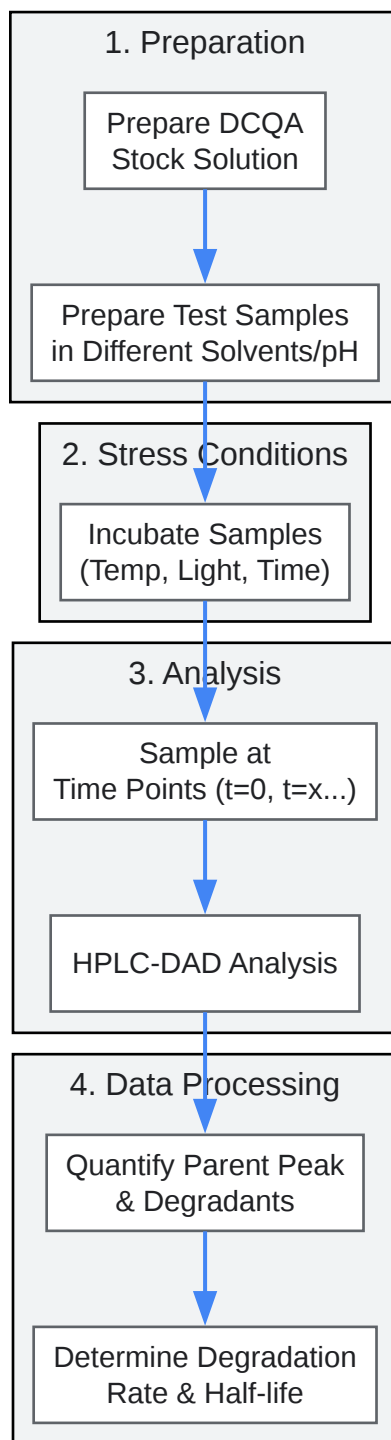 1. Preparation
Prepare DCQA
Stock Solution
Prepare Test Samples
in Different Solvents/pH
2. Stress Conditions
Incubate Samples
(Temp, Light, Time)
3. Analysis
Sample at
Time Points (t=0, t=x...)
HPLC-DAD Analysis
4. Data Processing
Quantify Parent Peak
& Degradants
Determine Degradation
Rate & Half-life